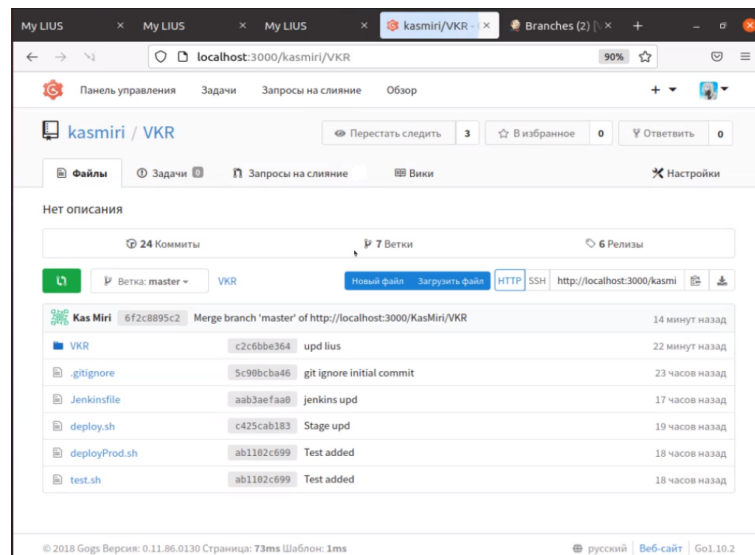 My LIUS × My LIUS × My LIUS × kasmiri/VKR - × Branches (2) [ × +
localhost:3000/kasmiri/VKR 90%
Панель управления Задачи Запросы на слияние Обзор
kasmiri / VKR Перестать следить 3 В избранное 0 Ответвить 0
Файлы Задачи 0 Запросы на слияние Вики Настройки
Нет описания
24 Коммиты 7 Ветки 6 Релизы
Ветка: master VKR Новый файл Загрузить файл HTTP SSH http://localhost:3000/kasmi
Kas Miri 6f2c8895c2 Merge branch 'master' of http://localhost:3000/KasMiri/VKR 14 минут назад
VKR c2c6bbe364 upd lius 22 минут назад
.gitignore 5c90bcba46 git ignore initial commit 23 часов назад
Jenkinsfile aab3aefaa0 jenkins upd 17 часов назад
deploy.sh c425cab183 Stage upd 19 часов назад
deployProd.sh ab1102c699 Test added 18 часов назад
test.sh ab1102c699 Test added 18 часов назад
© 2018 Gogs Версия: 0.11.86.0130 Страница: 73ms Шаблон: 1ms русский Веб-сайт Go1.10.2